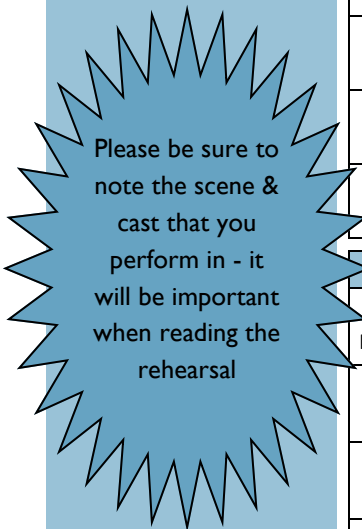 Please be sure to
note the scene &
cast that you
perform in - it
will be important
when reading the
rehearsal